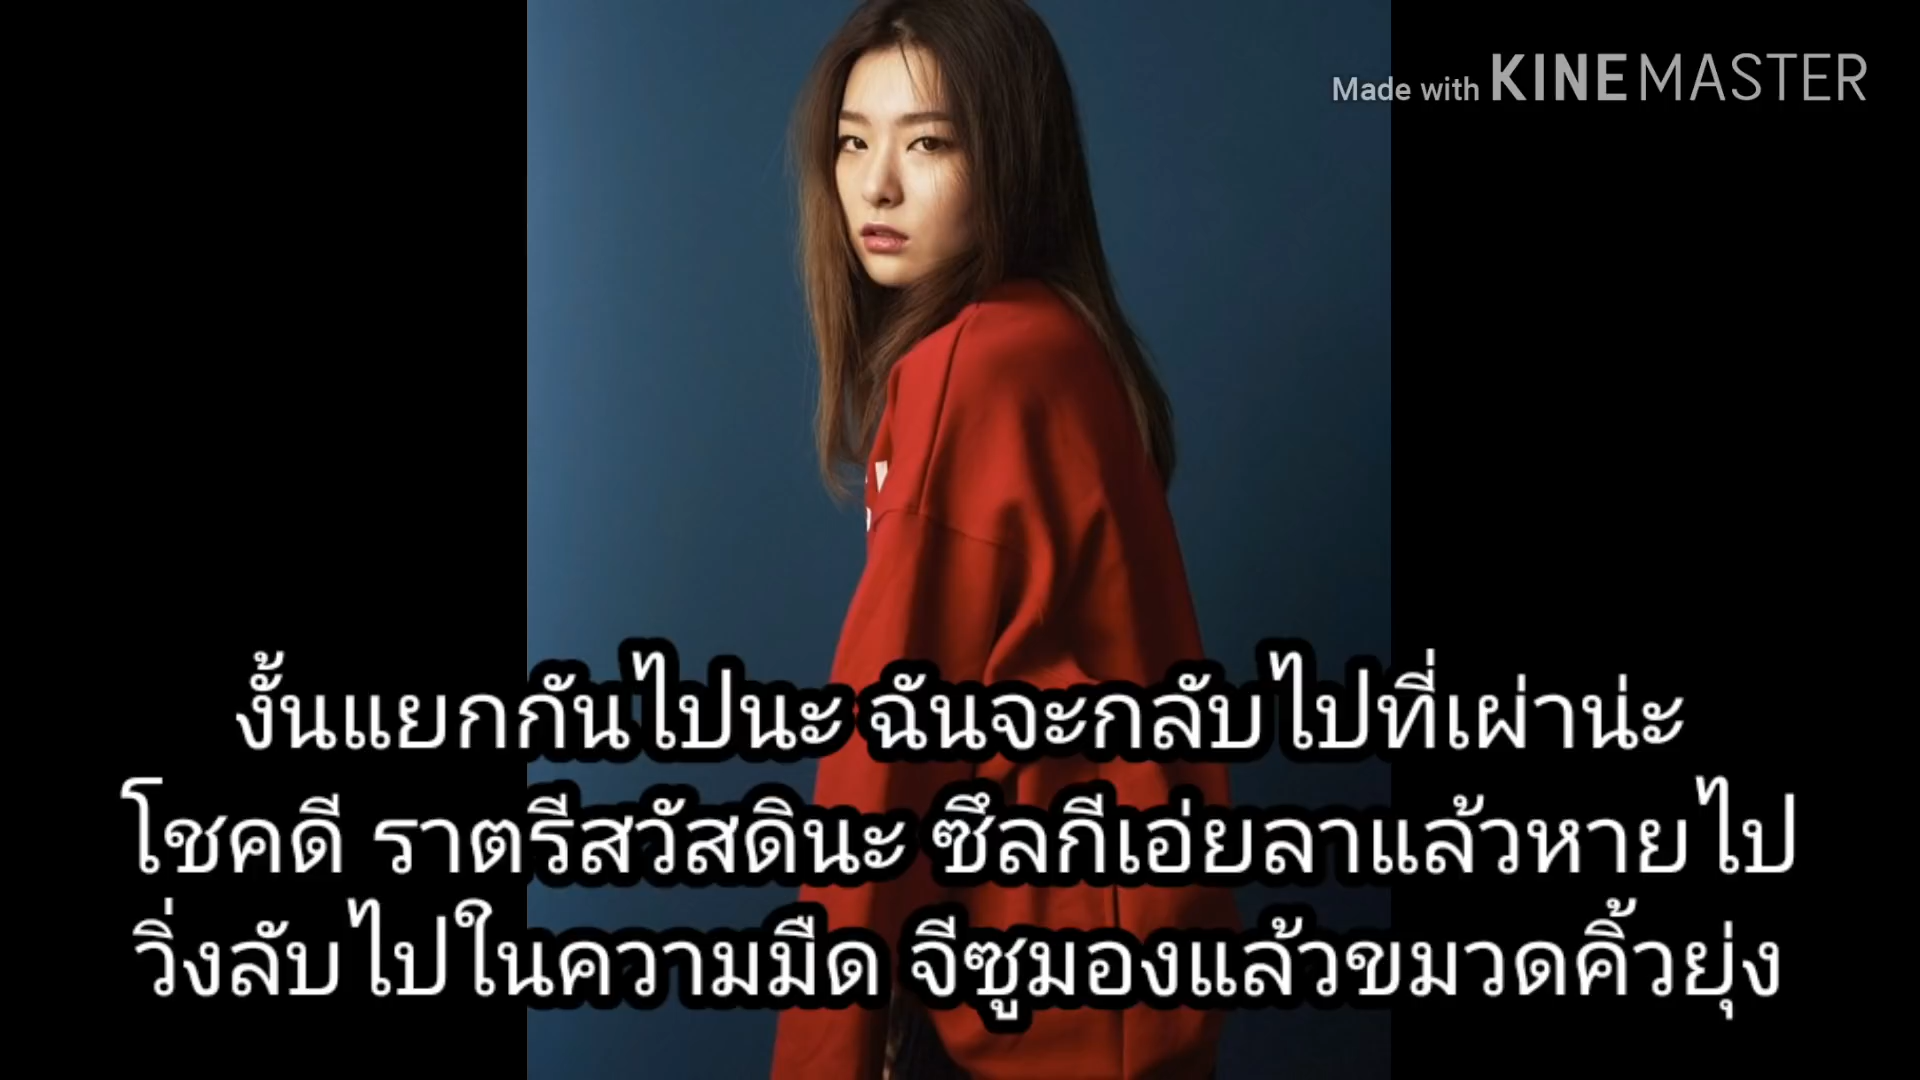 Made with KINEMASTER
งั้นแยกกันไปนะ ฉันจะกลับไปที่เผ่าน่ะ
โชคดี ราตรีสวัสดินะ ซึลกีเอ่ยลาแล้วหายไป
วิ่งลับไปในความมืด จีซูมองแล้วขมวดคิ้วยุ่ง